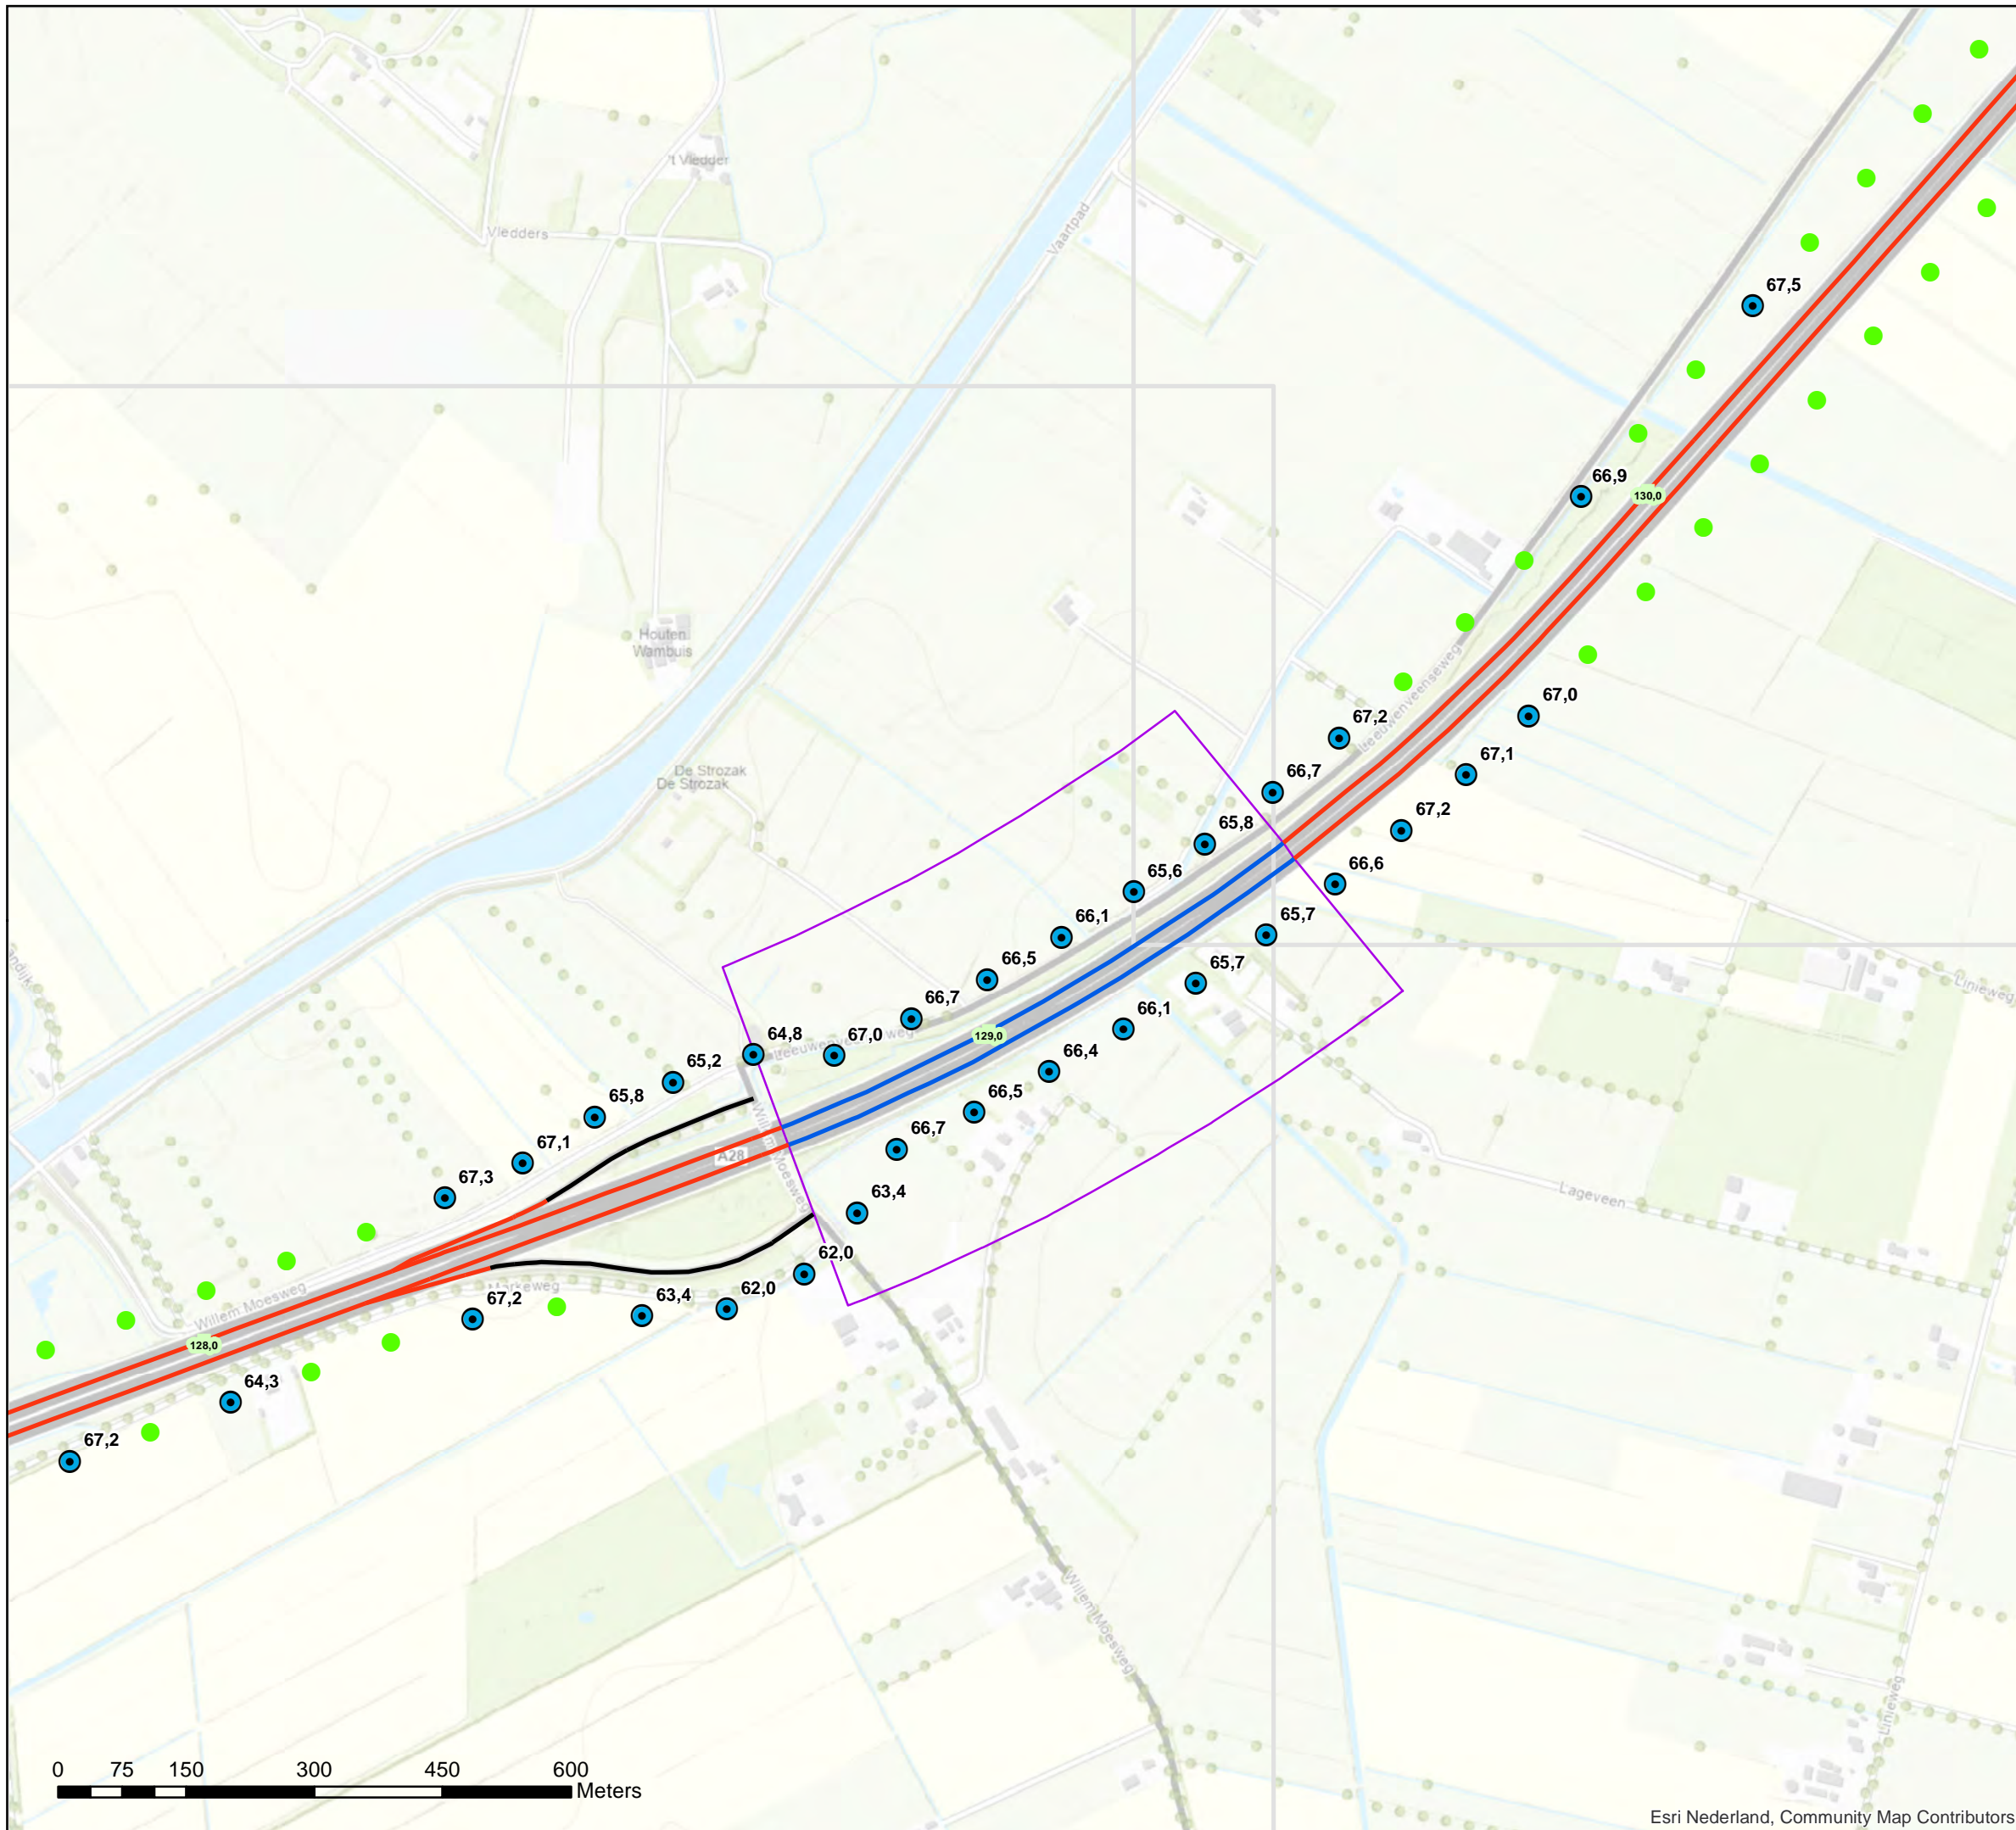 't Vledder
Vledders
Vaartpad
67,5
66,9
130,0
Houten
Wambuis
67,2
Leeuwenveenseweg
67,0
De Strozak
De Strozak
66,7
67,1
65,8
67,2
65,6
66,6
66,1
65,7
66,5
65,7
Linieweg
66,7
66,1
129,0
64,8
67,0
65,2
66,4
65,8
66,5
67,1
66,7
A28
Willem Moesweg
67,3
63,4
Lageveen
62,0
Markeweg
Willem Moesweg
67,2
63,4
62,0
128,0
64,3
67,2
Willem Moesweg
Linieweg
0 75 150 300 450 600
Meters
Esri Nederland, Community Map Contributors